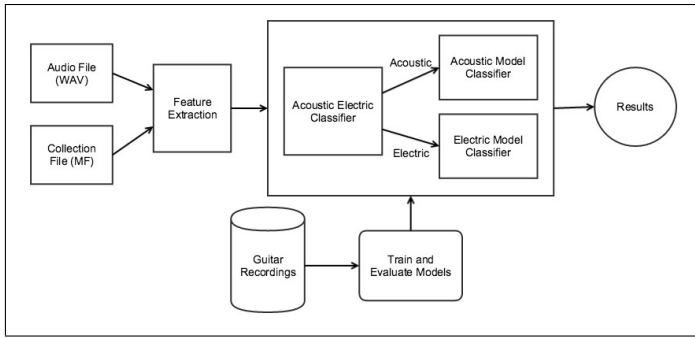 Audio File
(WAV)
Collection
File (MF)
Feature
Extraction
Acoustic Electric
Classifier
Acoustic
Electric
Acoustic Model
Classifier
Electric Model
Classifier
Results
Guitar
Recordings
Train and
Evaluate Models